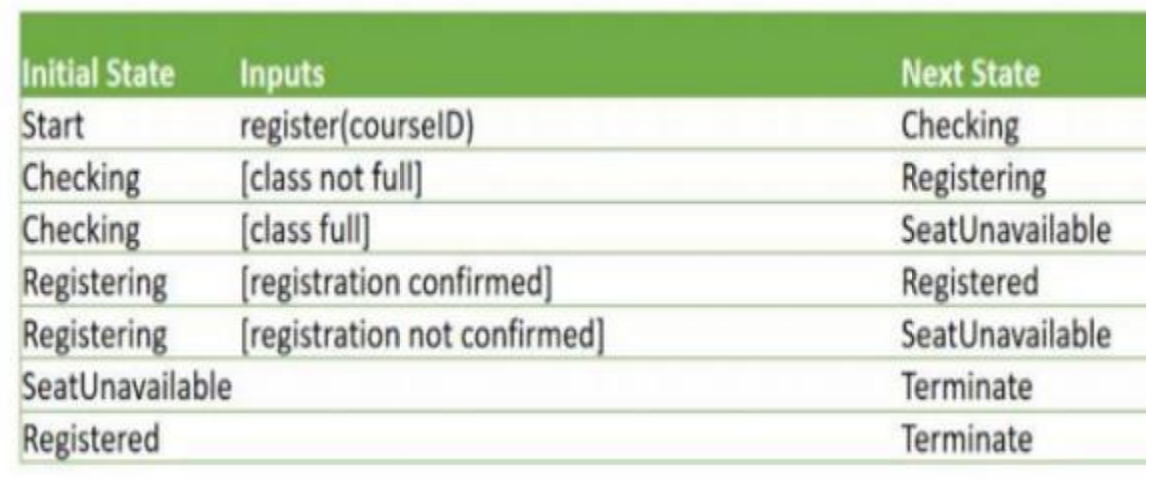 Initial State Inputs Next State
Start register(courseID) Checking
Checking [class not full] Registering
Checking [class full] SeatUnavailable
Registering [registration confirmed] Registered
Registering [registration not confirmed] SeatUnavailable
SeatUnavailable Terminate
Registered Terminate